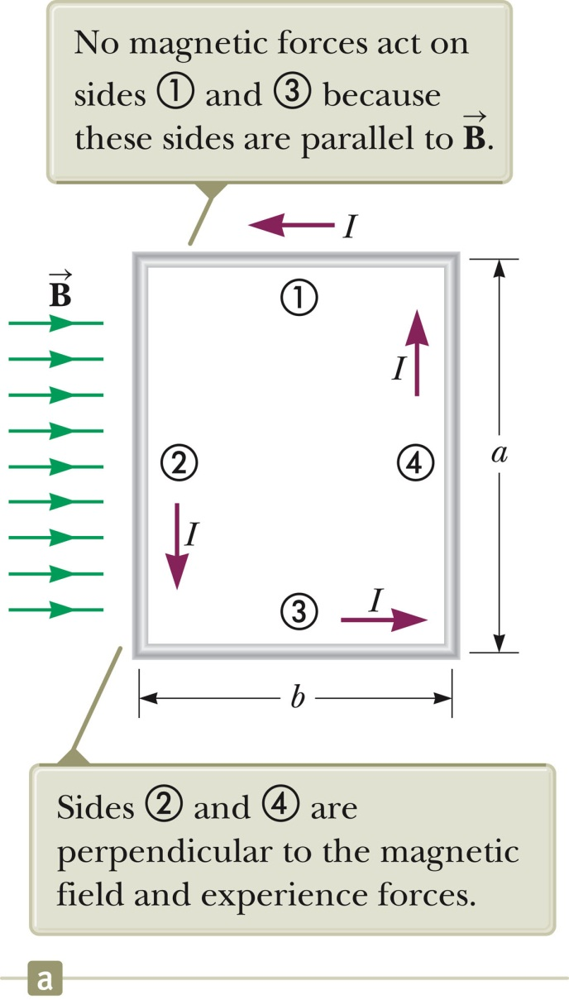 No magnetic forces act on
sides ① and ③ because
these sides are parallel to B⃗.
I
B⃗
①
I
②
④
a
I
③
I
b
Sides ② and ④ are
perpendicular to the magnetic
field and experience forces.
a